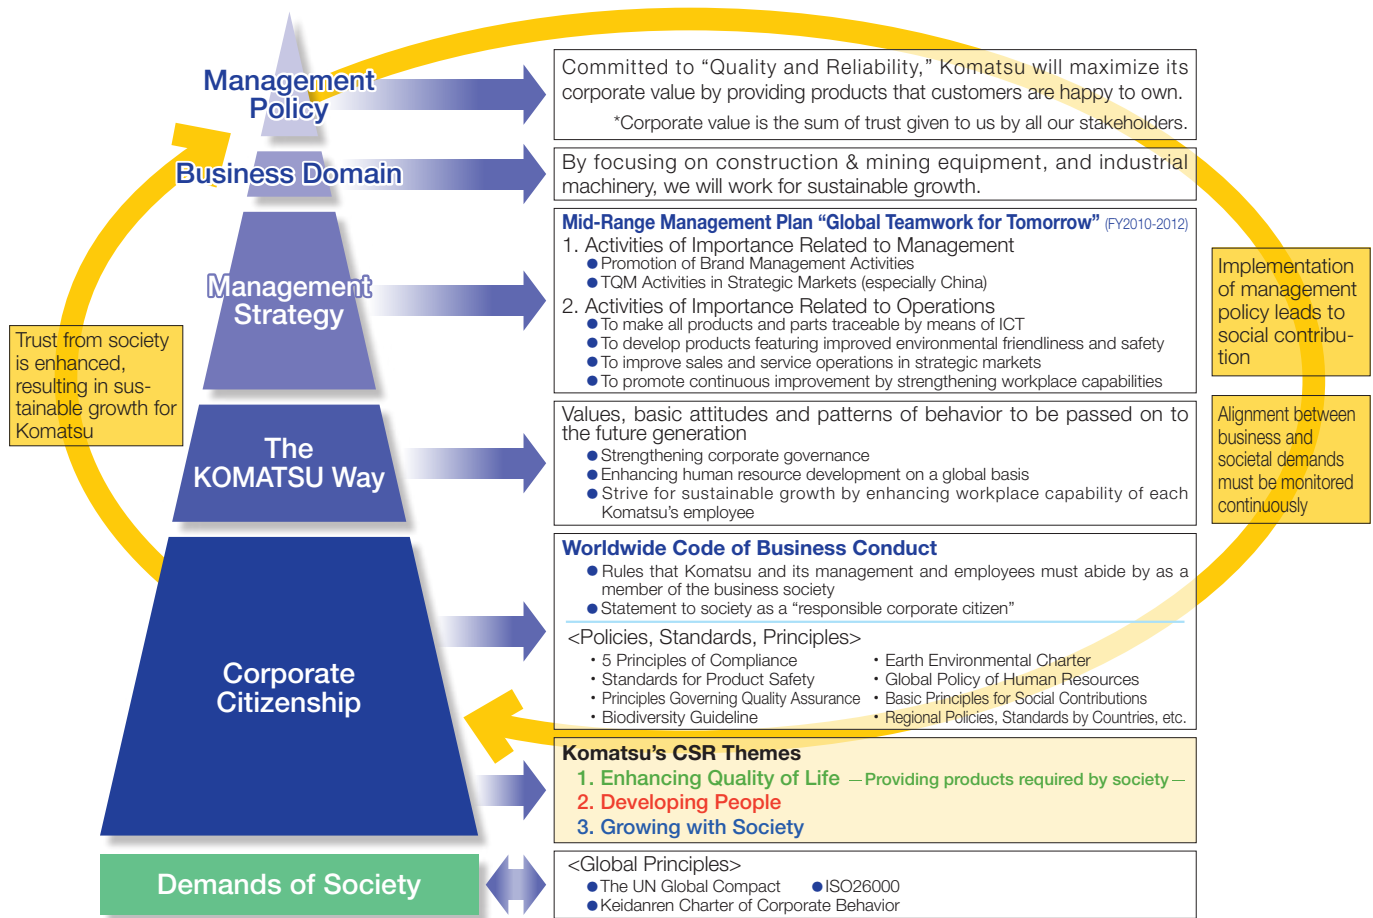 Management
Policy
Committed to “Quality and Reliability,” Komatsu will maximize its
corporate value by providing products that customers are happy to own.
*Corporate value is the sum of trust given to us by all our stakeholders.
Business Domain
By focusing on construction & mining equipment, and industrial
machinery, we will work for sustainable growth.
Management
Strategy
Mid-Range Management Plan “Global Teamwork for Tomorrow” (FY2010-2012)
1. Activities of Importance Related to Management
● Promotion of Brand Management Activities
● TQM Activities in Strategic Markets (especially China)
2. Activities of Importance Related to Operations
● To make all products and parts traceable by means of ICT
● To develop products featuring improved environmental friendliness and safety
● To improve sales and service operations in strategic markets
● To promote continuous improvement by strengthening workplace capabilities
Implementation
of management
policy leads to
social contribu-
tion
Trust from society
is enhanced,
resulting in sus-
tainable growth for
Komatsu
The
KOMATSU Way
Values, basic attitudes and patterns of behavior to be passed on to
the future generation
● Strengthening corporate governance
● Enhancing human resource development on a global basis
● Strive for sustainable growth by enhancing workplace capability of each
Komatsu’s employee
Alignment between
business and
societal demands
must be monitored
continuously
Corporate
Citizenship
Worldwide Code of Business Conduct
● Rules that Komatsu and its management and employees must abide by as a
member of the business society
● Statement to society as a “responsible corporate citizen”
<Policies, Standards, Principles>
・ 5 Principles of Compliance
・ Standards for Product Safety
・ Principles Governing Quality Assurance
・ Biodiversity Guideline
・ Earth Environmental Charter
・ Global Policy of Human Resources
・ Basic Principles for Social Contributions
・ Regional Policies, Standards by Countries, etc.
Komatsu’s CSR Themes
1. Enhancing Quality of Life —Providing products required by society—
2. Developing People
3. Growing with Society
Demands of Society
<Global Principles>
● The UN Global Compact ● ISO26000
● Keidanren Charter of Corporate Behavior